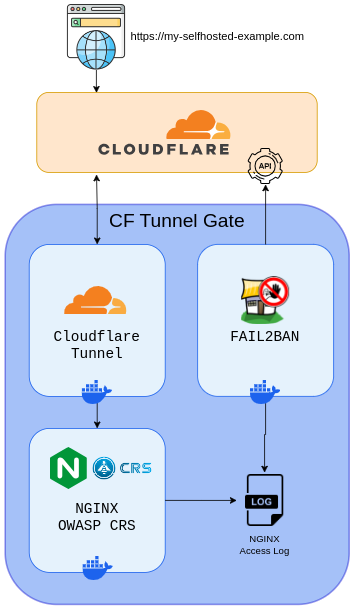 https://my-selfhosted-example.com
CLOUDFLARE
API
CF Tunnel Gate
Cloudflare
Tunnel
FAIL2BAN
CRS
NGINX
OWASP CRS
LOG
NGINX
Access Log